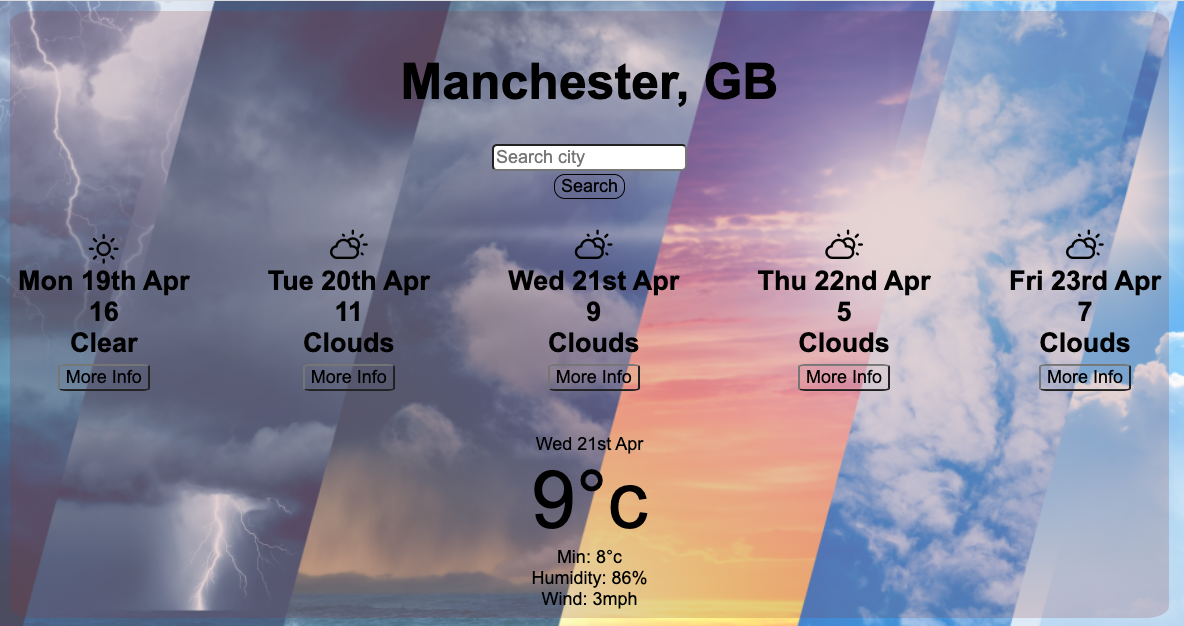 Manchester, GB
Search city
Search
Mon 19th Apr
16
Clear
More Info
Tue 20th Apr
11
Clouds
More Info
Wed 21st Apr
9
Clouds
More Info
Thu 22nd Apr
5
Clouds
More Info
Fri 23rd Apr
7
Clouds
More Info
Wed 21st Apr
9°c
Min: 8°c
Humidity: 86%
Wind: 3mph